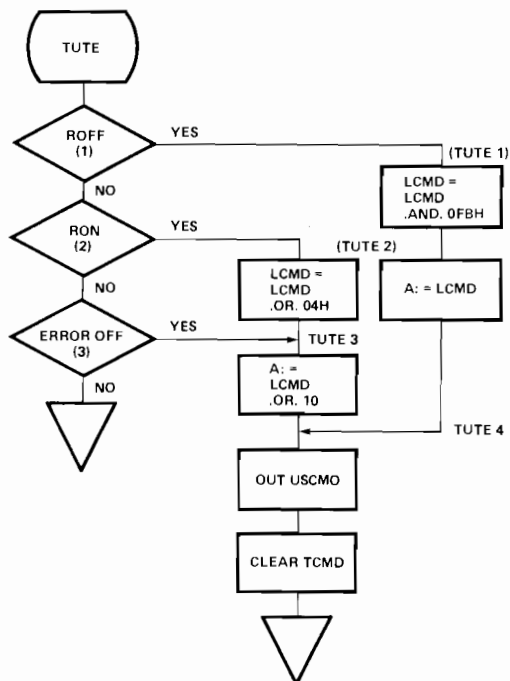 TUTE
ROFF
(1)
YES
(TUTE 1)
NO
LCMD =
LCMD
.AND. 0FBH
RON
(2)
YES
(TUTE 2)
NO
LCMD =
LCMD
.OR. 04H
A: = LCMD
ERROR OFF
(3)
YES
TUTE 3
NO
A: =
LCMD
.OR. 10
TUTE 4
OUT USCMO
CLEAR TCMD